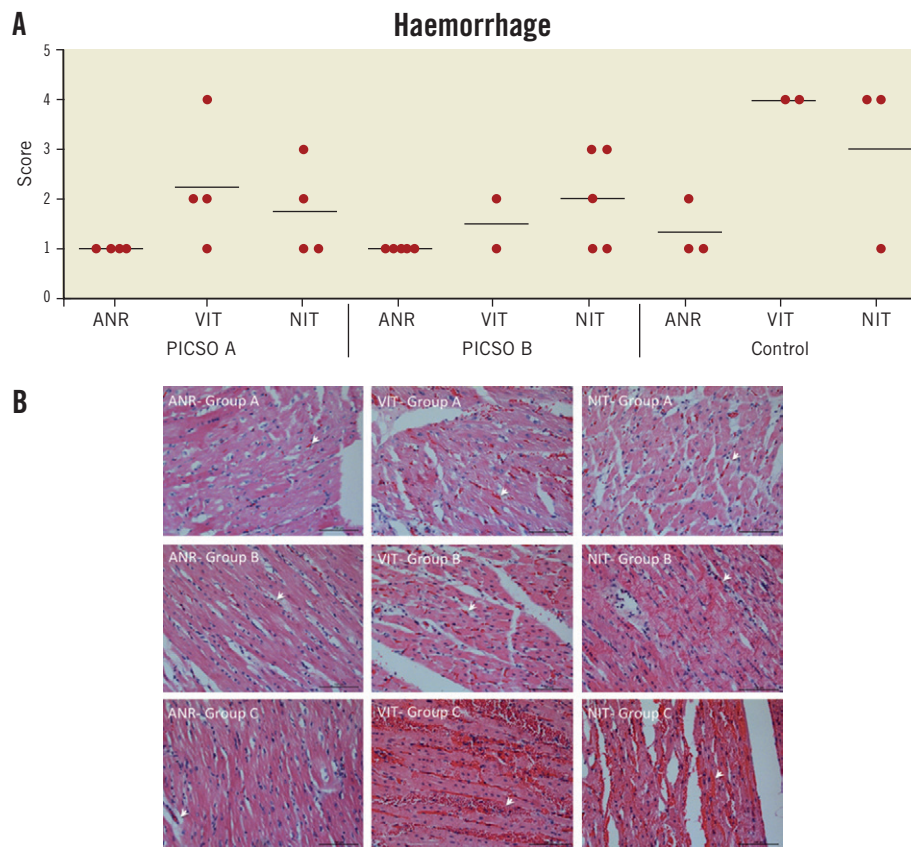 A
Haemorrhage
5
4
3
2
1
0
Score
ANR VIT NIT ANR VIT NIT ANR VIT NIT
PICSO A PICSO B Control
B
ANR- Group A VIT- Group A NIT- Group A
ANR- Group B VIT- Group B NIT- Group B
ANR- Group C VIT- Group C NIT- Group C